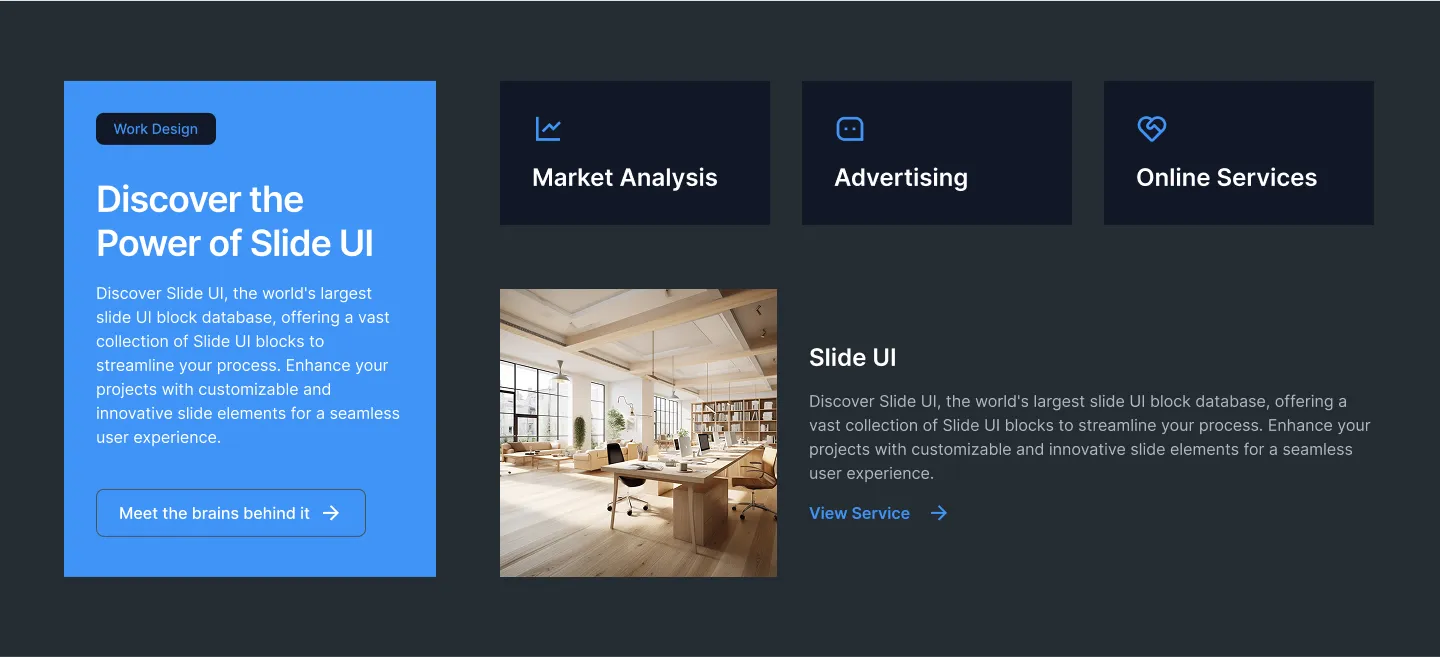 Work Design
Discover the
Power of Slide UI
Discover Slide UI, the world's largest
slide UI block database, offering a vast
collection of Slide UI blocks to
streamline your process. Enhance your
projects with customizable and
innovative slide elements for a seamless
user experience.
Meet the brains behind it
Market Analysis
Advertising
Online Services
Slide UI
Discover Slide UI, the world's largest slide UI block database, offering a
vast collection of Slide UI blocks to streamline your process. Enhance your
projects with customizable and innovative slide elements for a seamless
user experience.
View Service